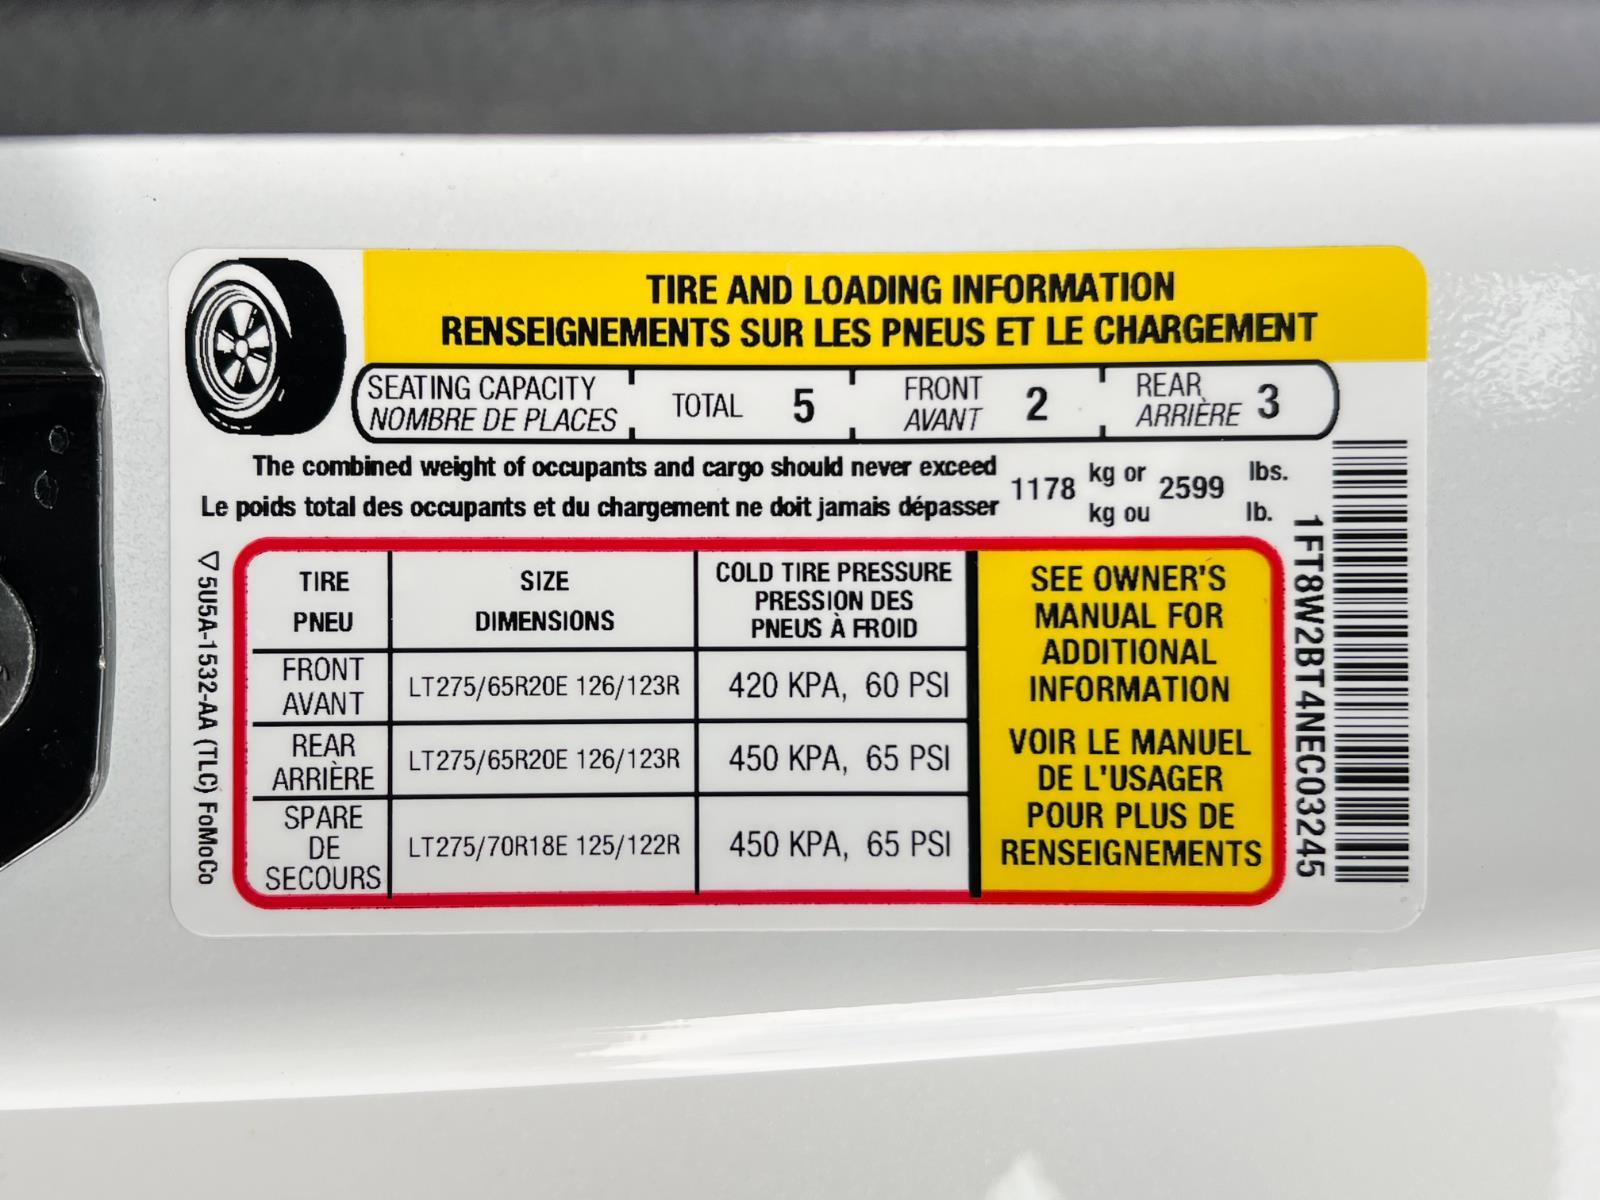 TIRE AND LOADING INFORMATION
RENSEIGNEMENTS SUR LES PNEUS ET LE CHARGEMENT
SEATING CAPACITY
NOMBRE DE PLACES
TOTAL 5
FRONT
AVANT
2
REAR
ARRIÈRE
3
The combined weight of occupants and cargo should never exceed
Le poids total des occupants et du chargement ne doit jamais dépasser
1178
kg or
kg ou
2599
lbs.
lb.
TIRE
PNEU
SIZE
DIMENSIONS
COLD TIRE PRESSURE
PRESSION DES
PNEUS À FROID
FRONT
AVANT
LT275/65R20E 126/123R
420 KPA, 60 PSI
REAR
ARRIÈRE
LT275/65R20E 126/123R
450 KPA, 65 PSI
SPARE
DE
SECOURS
LT275/70R18E 125/122R
450 KPA, 65 PSI
SEE OWNER'S
MANUAL FOR
ADDITIONAL
INFORMATION
VOIR LE MANUEL
DE L'USAGER
POUR PLUS DE
RENSEIGNEMENTS
5U5A-1532-AA (TLC) FoMoCo
1FT8W2BT4NEC03245